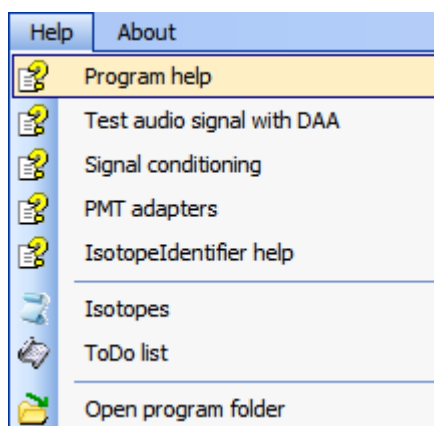 Help About
Program help
Test audio signal with DAA
Signal conditioning
PMT adapters
IsotopeIdentifier help
Isotopes
ToDo list
Open program folder